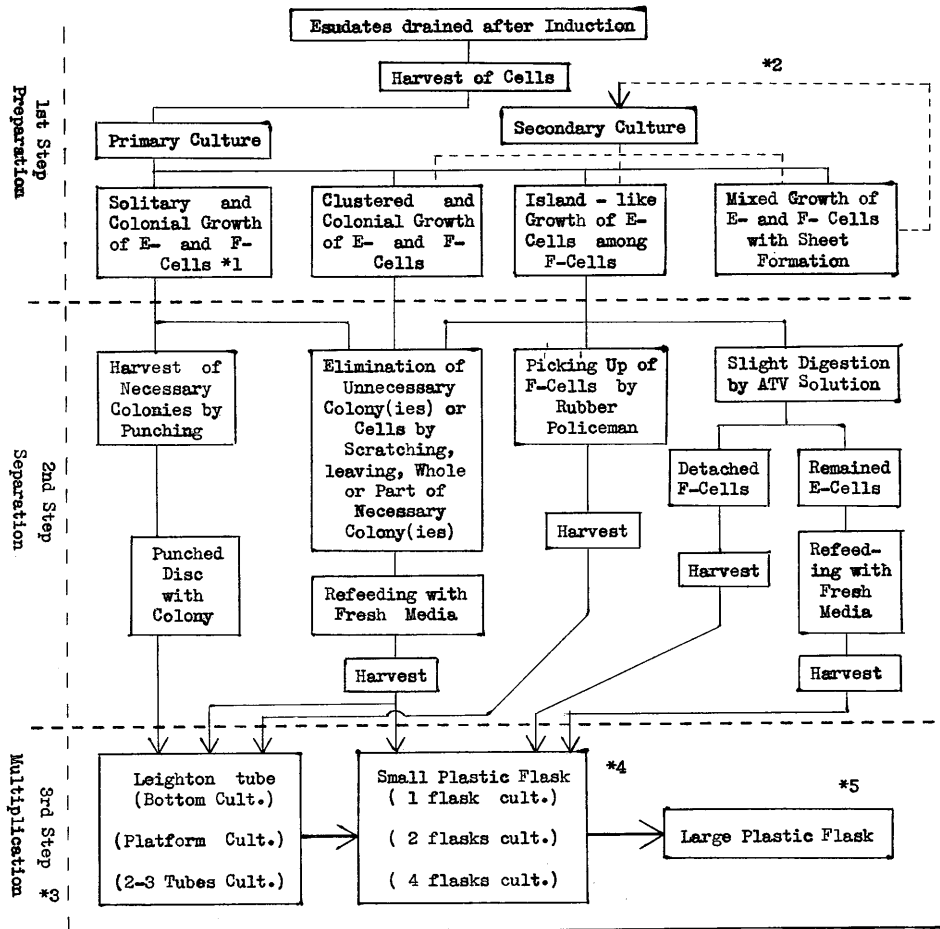 Esudates drained after Induction
Harvest of Cells
*2
Secondary Culture
Primary Culture
1st Step
Preparation
Solitary and
Colonial Growth
of E- and F-
Cells *1
Clustered and
Colonial Growth
of E- and F-
Cells
Island - like
Growth of E-
Cells among
F-Cells
Mixed Growth of
E- and F- Cells
with Sheet
Formation
2nd Step
Separation
Harvest of
Necessary
Colonies by
Punching
Elimination of
Unnecessary
Colony(ies) or
Cells by
Scratching,
leaving, Whole
or Part of
Necessary
Colony(ies)
Picking Up of
F-Cells by
Rubber
Policeman
Slight Digestion
by ATV Solution
Detached
F-Cells
Remained
E-Cells
Harvest
Punched
Disc
with
Colony
Refeeding with
Fresh Media
Harvest
Refeed-
ing with
Fresh
Media
Harvest
Harvest
3rd Step *3
Multiplication
Leighton tube
(Bottom Cult.)
(Platform Cult.)
(2-3 Tubes Cult.)
Small Plastic Flask
( 1 flask cult.)
( 2 flasks cult.)
( 4 flasks cult.)
*4
*5
Large Plastic Flask